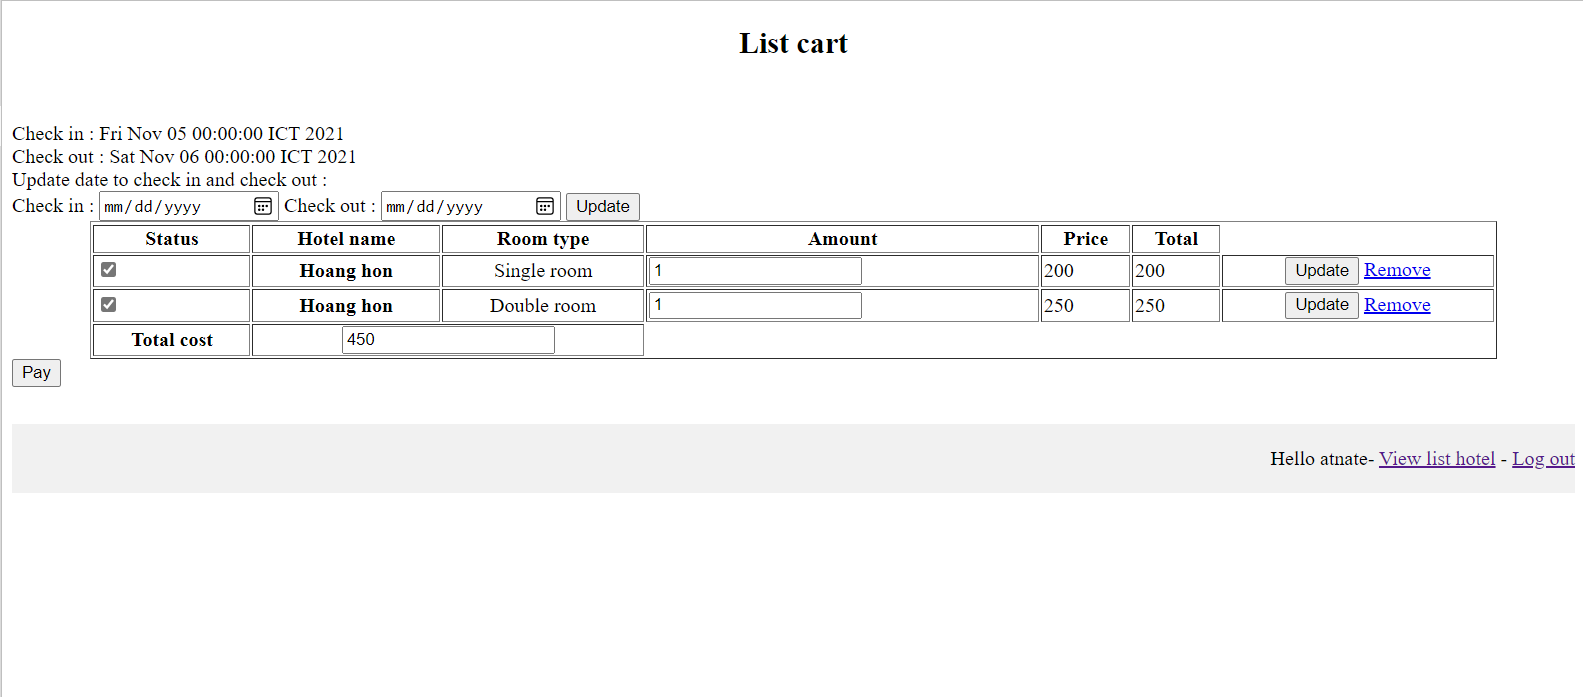 List cart
Check in : Fri Nov 05 00:00:00 ICT 2021
Check out : Sat Nov 06 00:00:00 ICT 2021
Update date to check in and check out :
Check in : mm/dd/yyyy Check out : mm/dd/yyyy Update
Status Hotel name Room type Amount Price Total
Hoang hon Single room 1 200 200 Update Remove
Hoang hon Double room 1 250 250 Update Remove
Total cost 450
Pay
Hello atnate- View list hotel - Log out